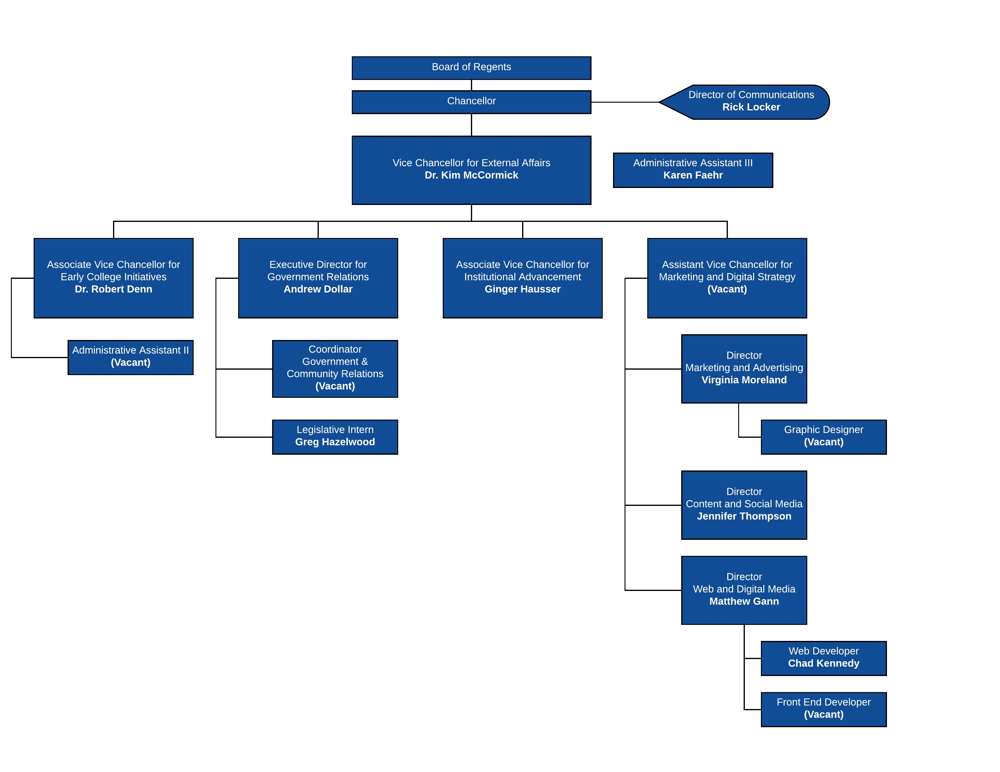 Board of Regents
Chancellor
Director of Communications
Rick Locker
Vice Chancellor for External Affairs
Dr. Kim McCormick
Administrative Assistant III
Karen Faehr
Associate Vice Chancellor for
Early College Initiatives
Dr. Robert Denn
Executive Director for
Government Relations
Andrew Dollar
Associate Vice Chancellor for
Institutional Advancement
Ginger Hausser
Assistant Vice Chancellor for
Marketing and Digital Strategy
(Vacant)
Administrative Assistant II
(Vacant)
Coordinator
Government &
Community Relations
(Vacant)
Legislative Intern
Greg Hazelwood
Director
Marketing and Advertising
Virginia Moreland
Graphic Designer
(Vacant)
Director
Content and Social Media
Jennifer Thompson
Director
Web and Digital Media
Matthew Gann
Web Developer
Chad Kennedy
Front End Developer
(Vacant)